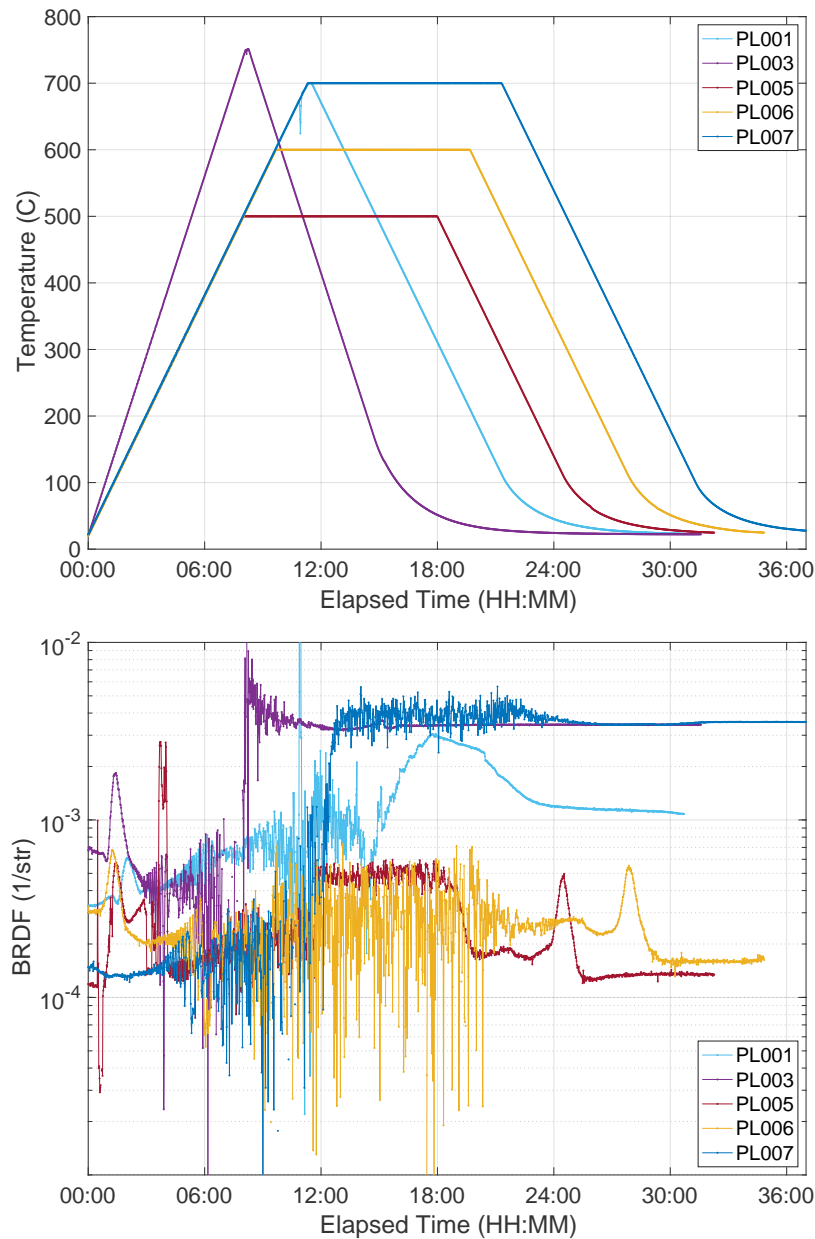 800
700
600
500
400
300
200
100
0
Temperature (C)
PL001
PL003
PL005
PL006
PL007
00:00 06:00 12:00 18:00 24:00 30:00 36:00
Elapsed Time (HH:MM)
10-2
10-3
10-4
BRDF (1/str)
PL001
PL003
PL005
PL006
PL007
00:00 06:00 12:00 18:00 24:00 30:00 36:00
Elapsed Time (HH:MM)